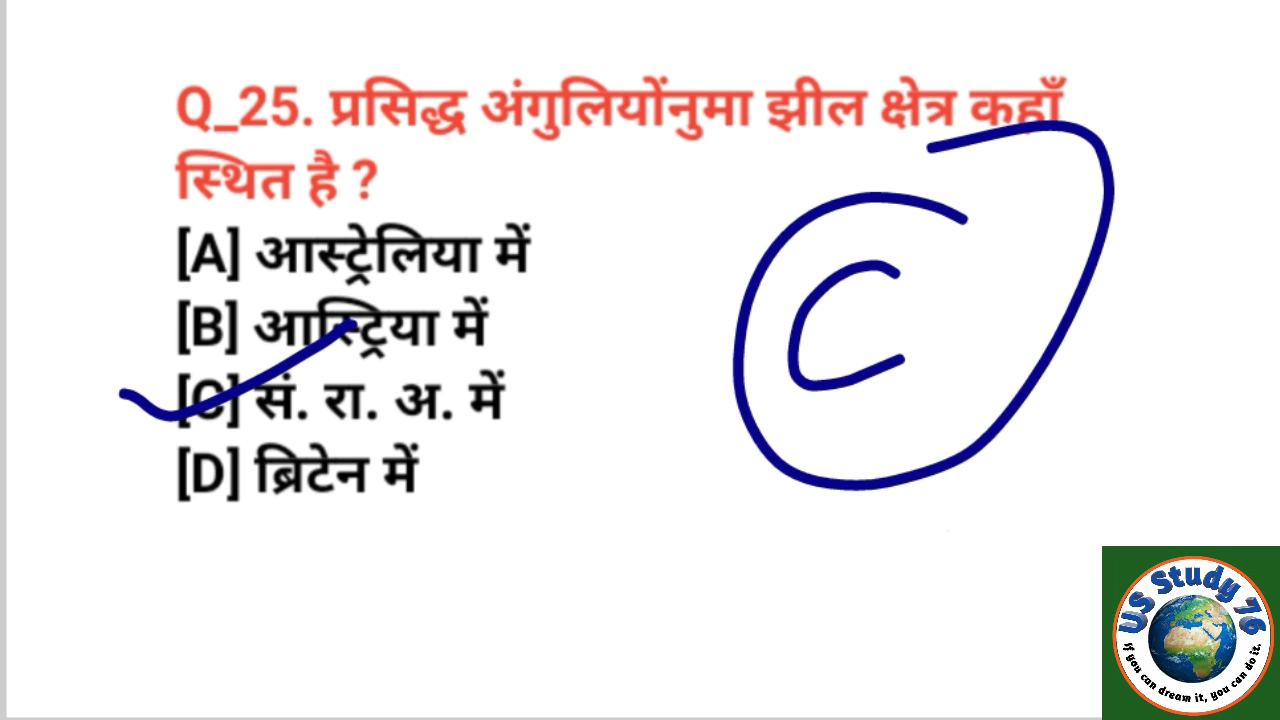 Q_25. प्रसिद्ध अंगुलियोंनुमा झील क्षेत्र कहाँ
स्थित है ?
[A] आस्ट्रेलिया में
[B] आस्ट्रिया में
[C] सं. रा. अ. में
[D] ब्रिटेन में
C
US Study 76
If you can dream it, you can do it.